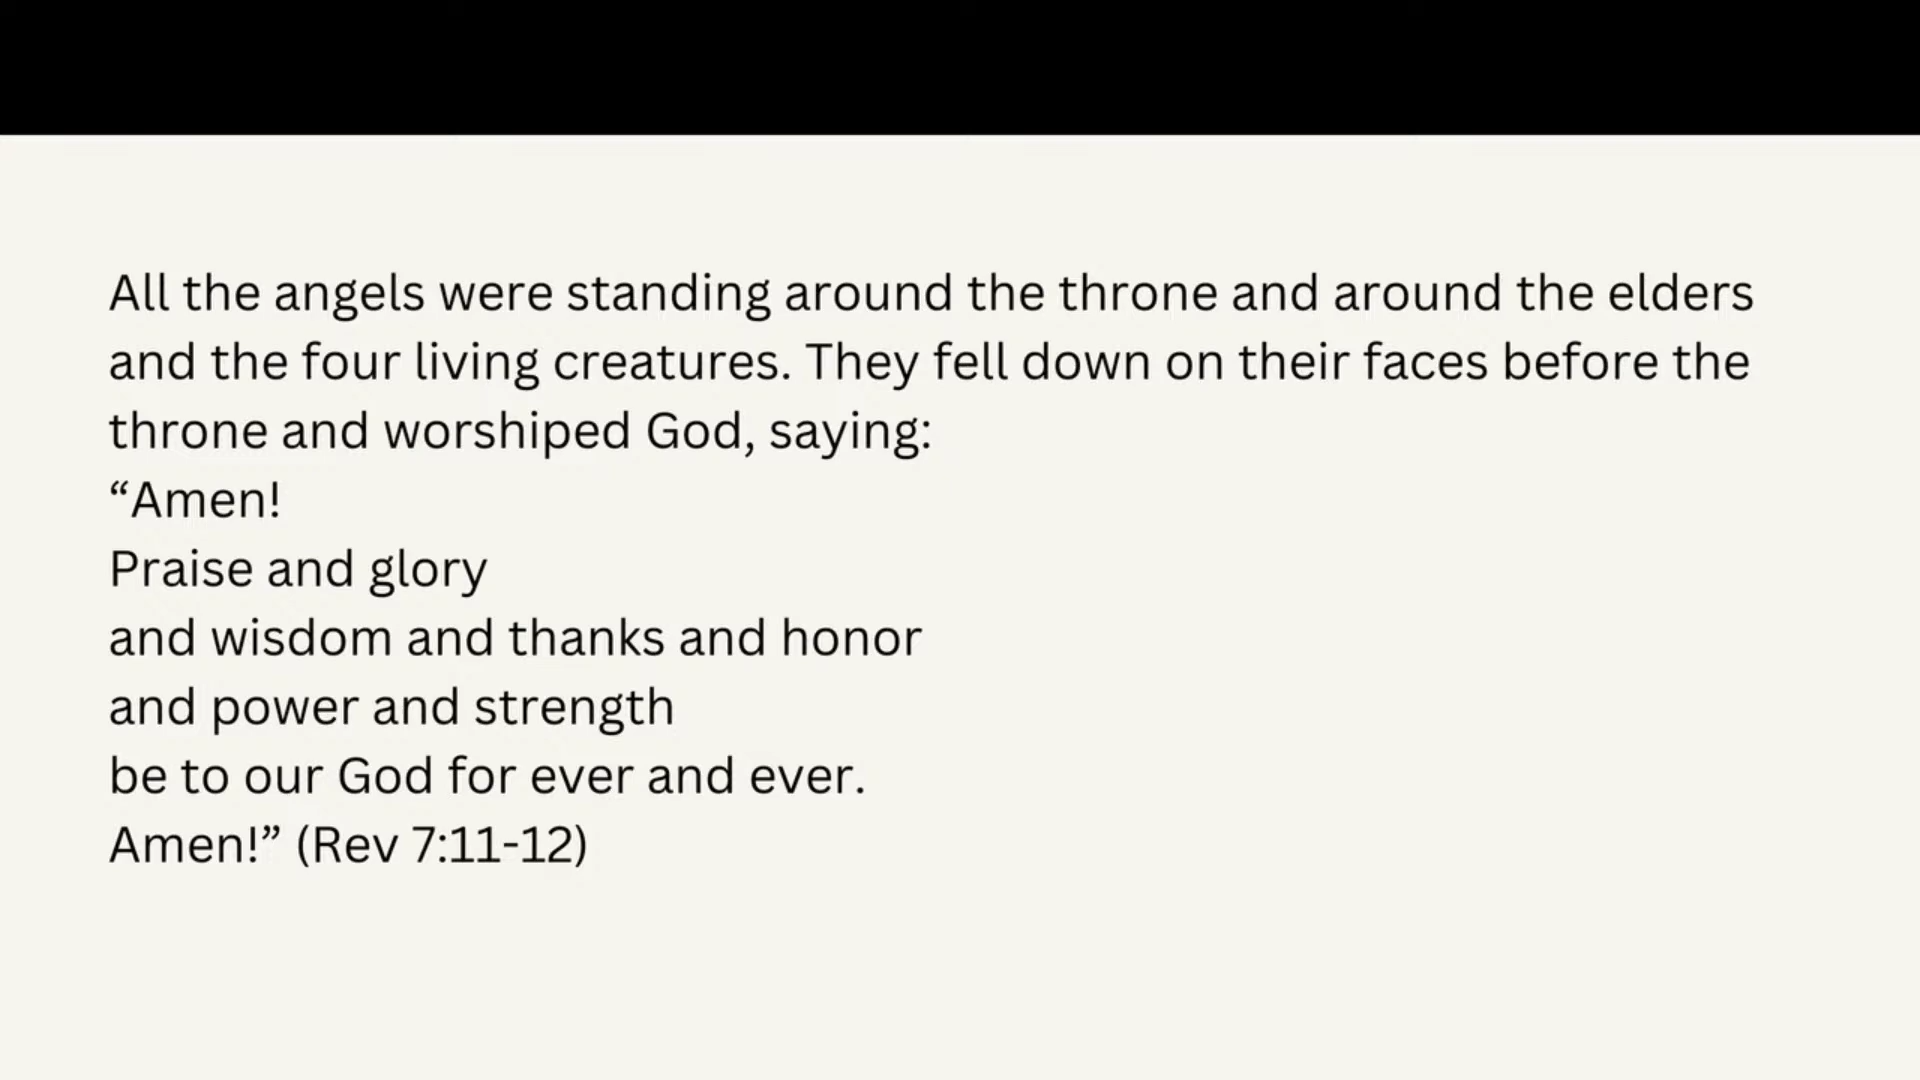 All the angels were standing around the throne and around the elders
and the four living creatures. They fell down on their faces before the
throne and worshiped God, saying:
“Amen!
Praise and glory
and wisdom and thanks and honor
and power and strength
be to our God for ever and ever.
Amen!” (Rev 7:11-12)